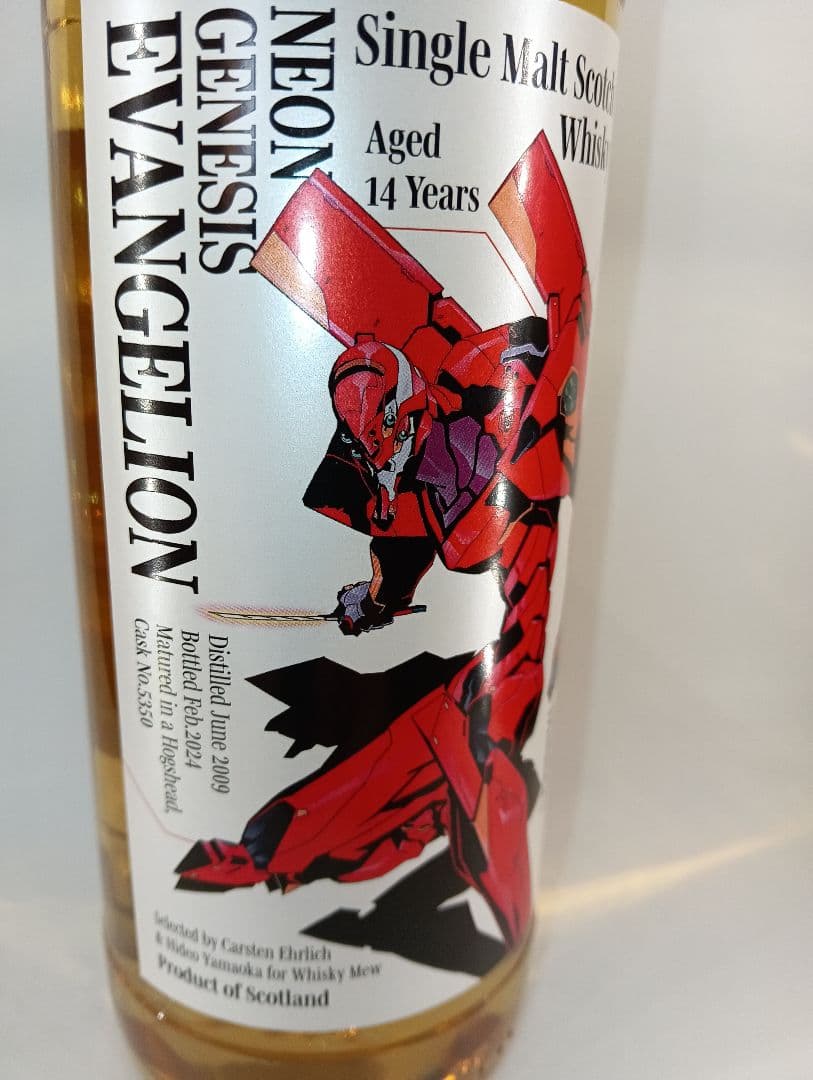 NEON
GENESIS
EVANGELION
Single Malt Scotch
Whisky
Aged
14 Years
Distilled June 2009
Bottled Feb.2024
Matured in a Hogshead,
Cask No.5350
Selected by Carsten Ehrlich
& Hideo Yamaoka for Whisky Mew
Product of Scotland